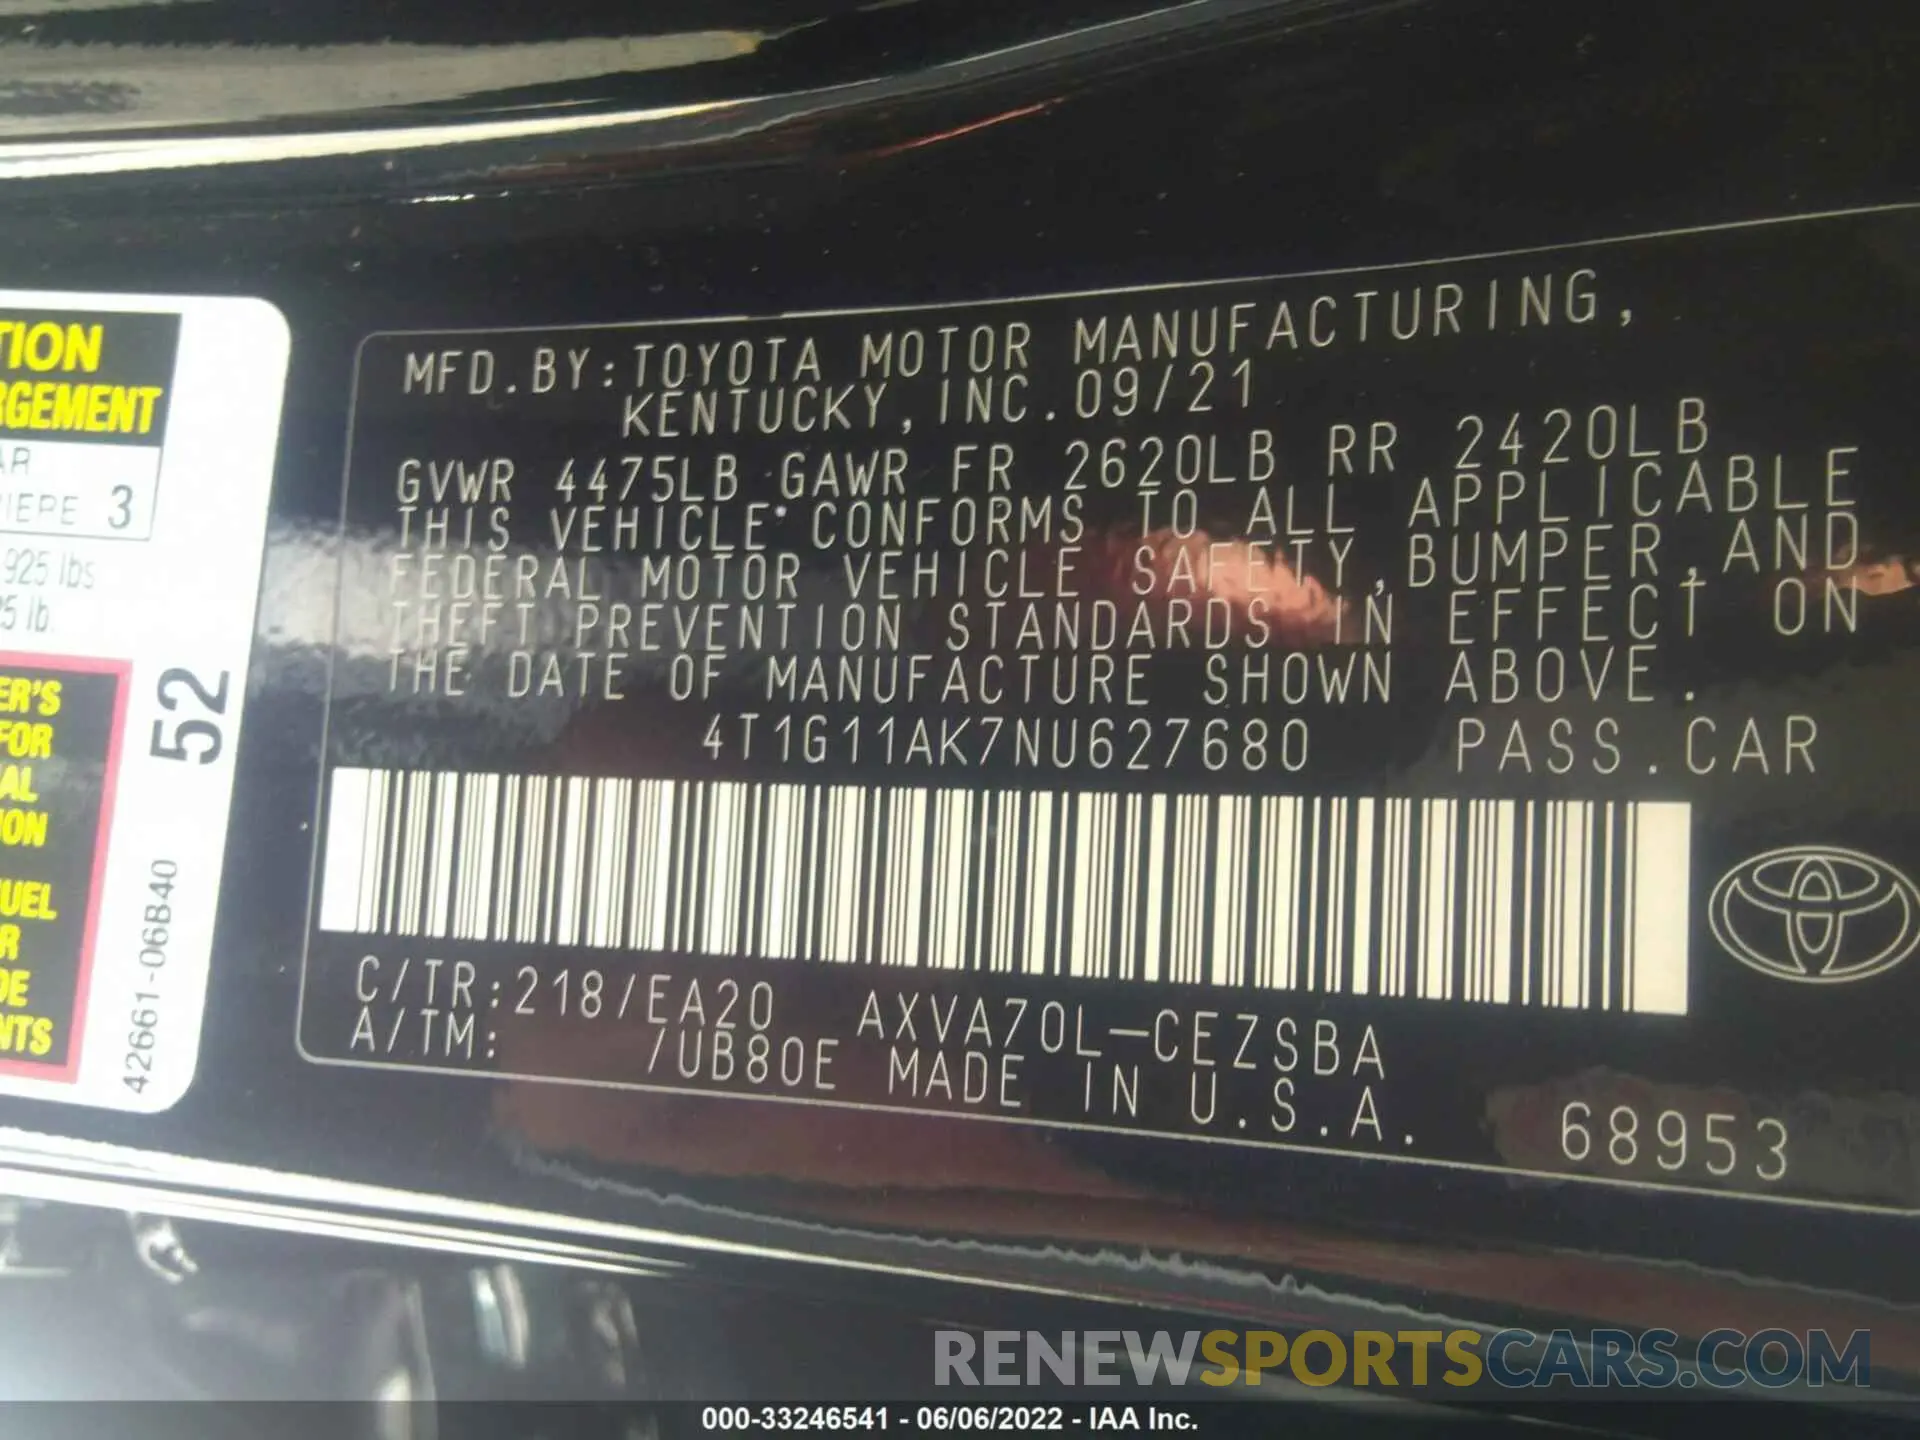 TION
RGEMENT
AR
IERE 3
925 lbs
5 lb.
ER'S
FOR
AL
ION
UEL
R
DE
NTS
52
42661-06B40
MFD.BY:TOYOTA MOTOR MANUFACTURING,
KENTUCKY,INC.09/21
GVWR 4475LB GAWR FR 2620LB RR 2420LB
THIS VEHICLE CONFORMS TO ALL APPLICABLE
FEDERAL MOTOR VEHICLE SAFETY,BUMPER,AND
THEFT PREVENTION STANDARDS IN EFFECT ON
THE DATE OF MANUFACTURE SHOWN ABOVE.
4T1G11AK7NU627680 PASS.CAR
C/TR:218/EA20 AXVA70L-CEZSBA
A/TM: /UB80E MADE IN U.S.A.
68953
RENEWSPORTSCARS.COM
000-33246541 - 06/06/2022 - IAA Inc.